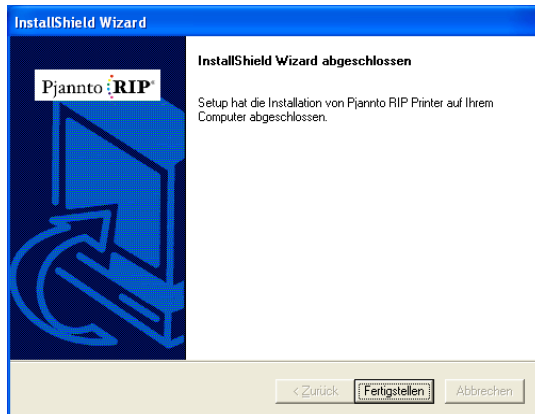 InstallShield Wizard
Pjannto RIP
InstallShield Wizard abgeschlossen
Setup hat die Installation von Pjannto RIP Printer auf Ihrem
Computer abgeschlossen.
< Zurück
Fertigstellen
Abbrechen